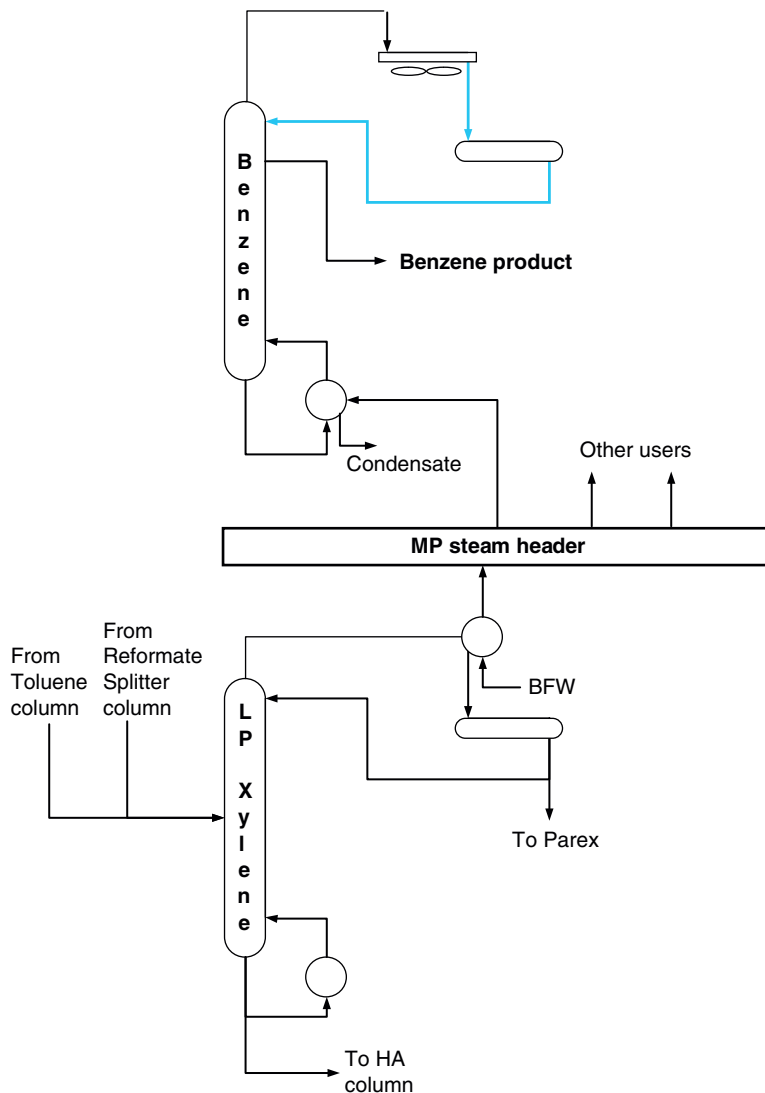 Benzene
Benzene product
Condensate
Other users
MP steam header
From
Toluene
column
From
Reformate
Splitter
column
BFW
LP Xylene
To Parex
To HA
column